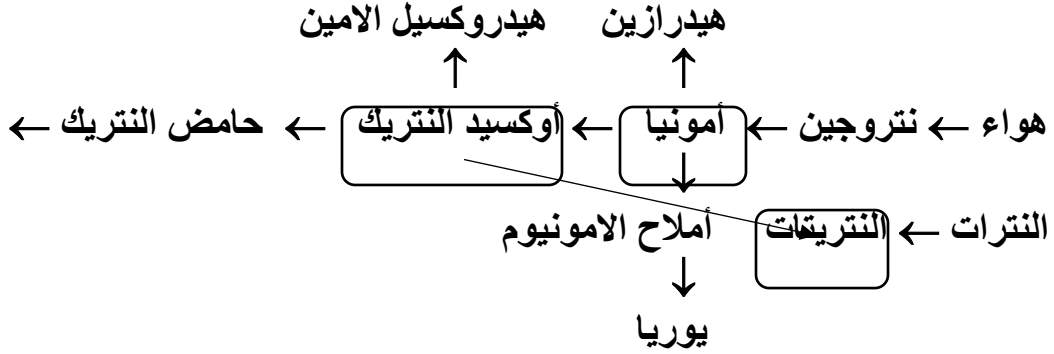 هيدرازين هيدروكسيل الامين
↑ ↑
هواء ← نتروجين ← أمونيا ← أوكسيد النتريك ← حامض النتريك ←
↓
النترات ← النتريتات أملاح الامونيوم
↓
يوريا